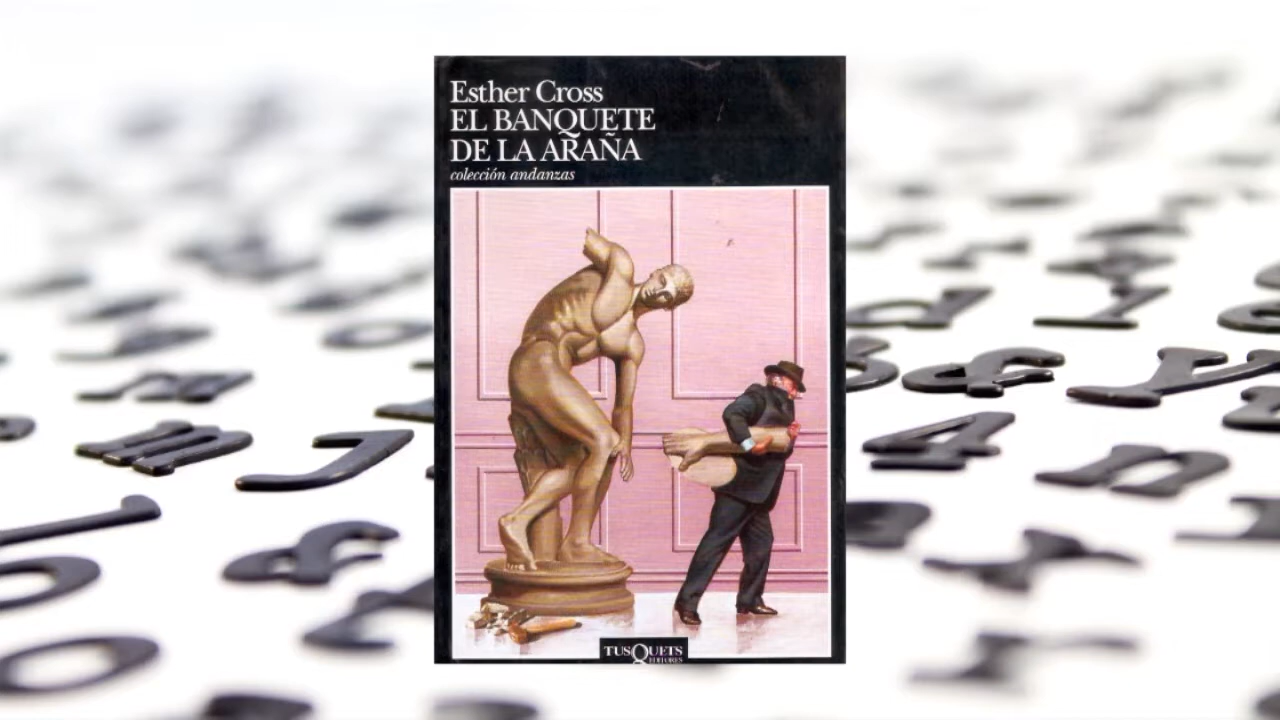 Esther Cross
EL BANQUETE
DE LA ARAÑA
colección andanzas
TUSQUETS
EDITORES